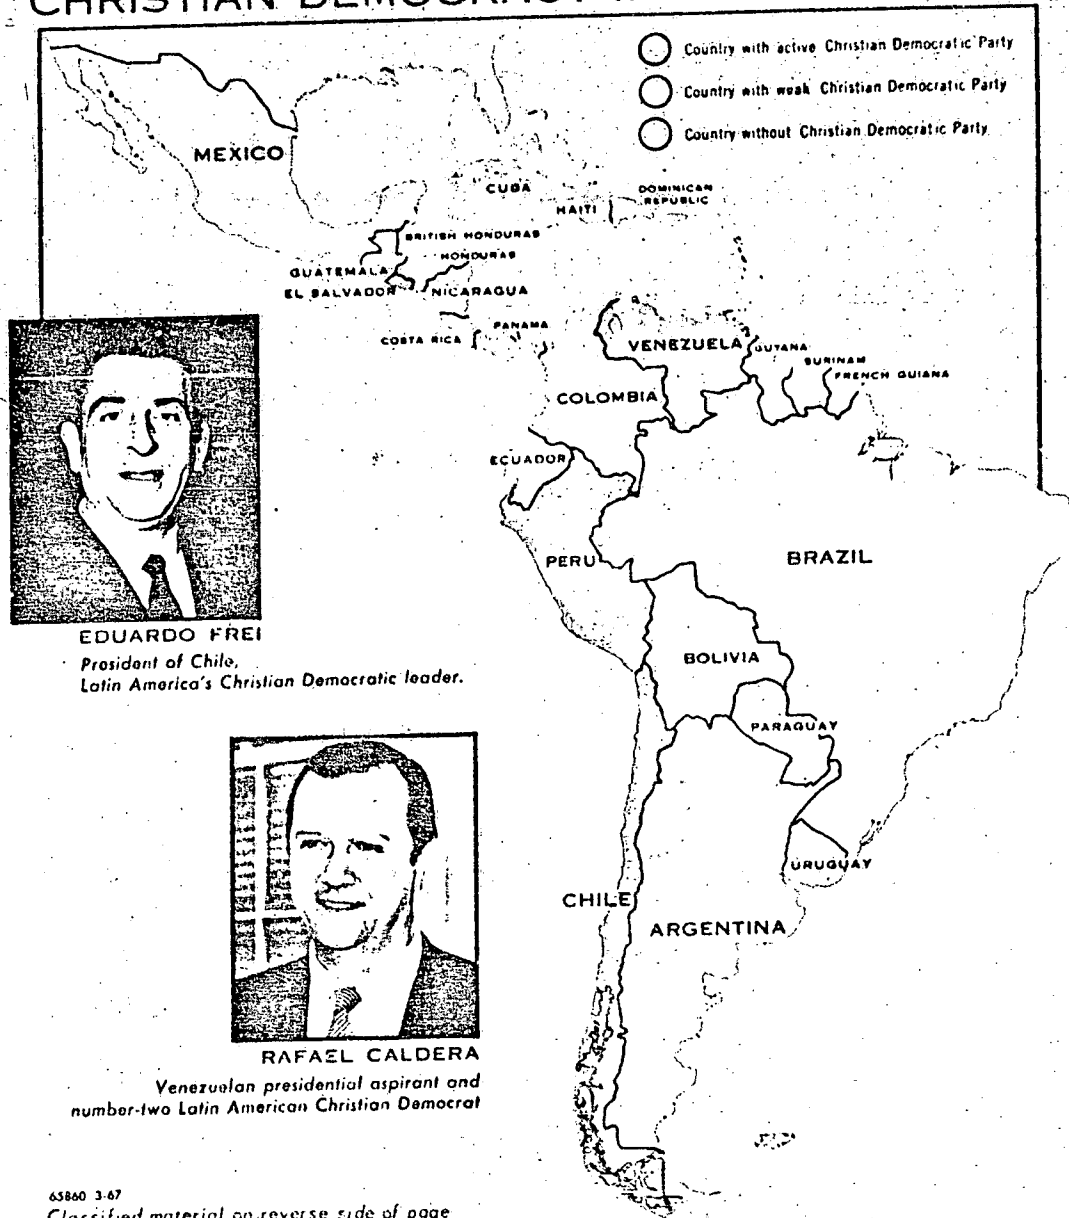 CHRISTIAN DEMOCRACY
Country with active Christian Democratic Party
Country with weak Christian Democratic Party
Country without Christian Democratic Party
MEXICO
CUBA
HAITI
DOMINICAN
REPUBLIC
BRITISH HONDURAS
HONDURAS
GUATEMALA
EL SALVADOR
NICARAGUA
COSTA RICA
PANAMA
VENEZUELA
GUYANA
SURINAM
FRENCH GUIANA
COLOMBIA
ECUADOR
PERU
BRAZIL
BOLIVIA
PARAGUAY
URUGUAY
CHILE
ARGENTINA
EDUARDO FREI
President of Chile,
Latin America's Christian Democratic leader.
RAFAEL CALDERA
Venezuelan presidential aspirant and
number-two Latin American Christian Democrat
65860 3-67
Classified material on reverse side of page